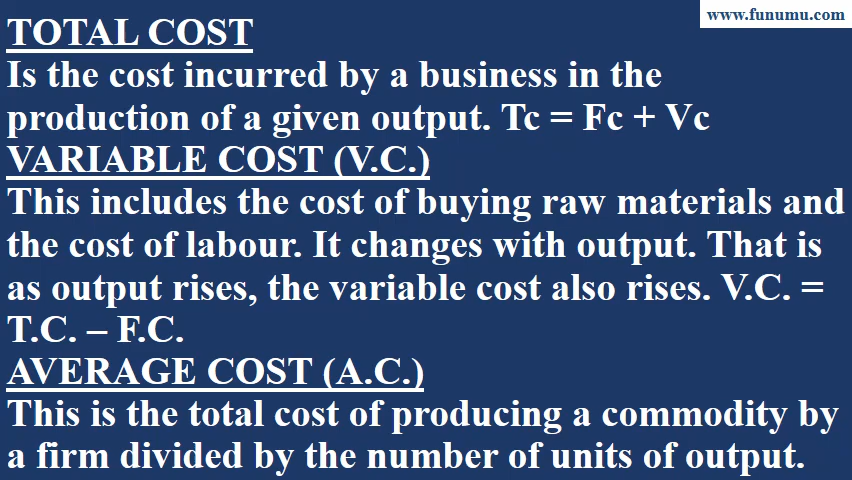 www.funumu.com
TOTAL COST
Is the cost incurred by a business in the
production of a given output. Tc = Fc + Vc
VARIABLE COST (V.C.)
This includes the cost of buying raw materials and
the cost of labour. It changes with output. That is
as output rises, the variable cost also rises. V.C. =
T.C. – F.C.
AVERAGE COST (A.C.)
This is the total cost of producing a commodity by
a firm divided by the number of units of output.